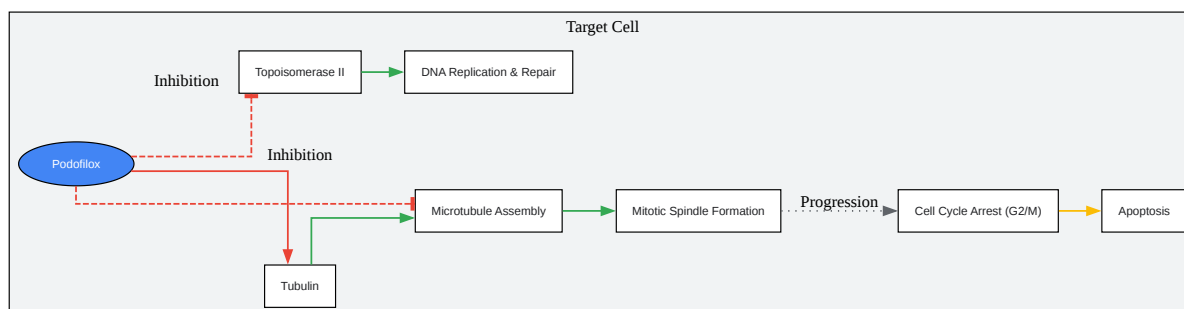 Target Cell
Topoisomerase II
DNA Replication & Repair
Inhibition
Inhibition
Podofilox
Microtubule Assembly
Mitotic Spindle Formation
Progression
Cell Cycle Arrest (G2/M)
Apoptosis
Tubulin